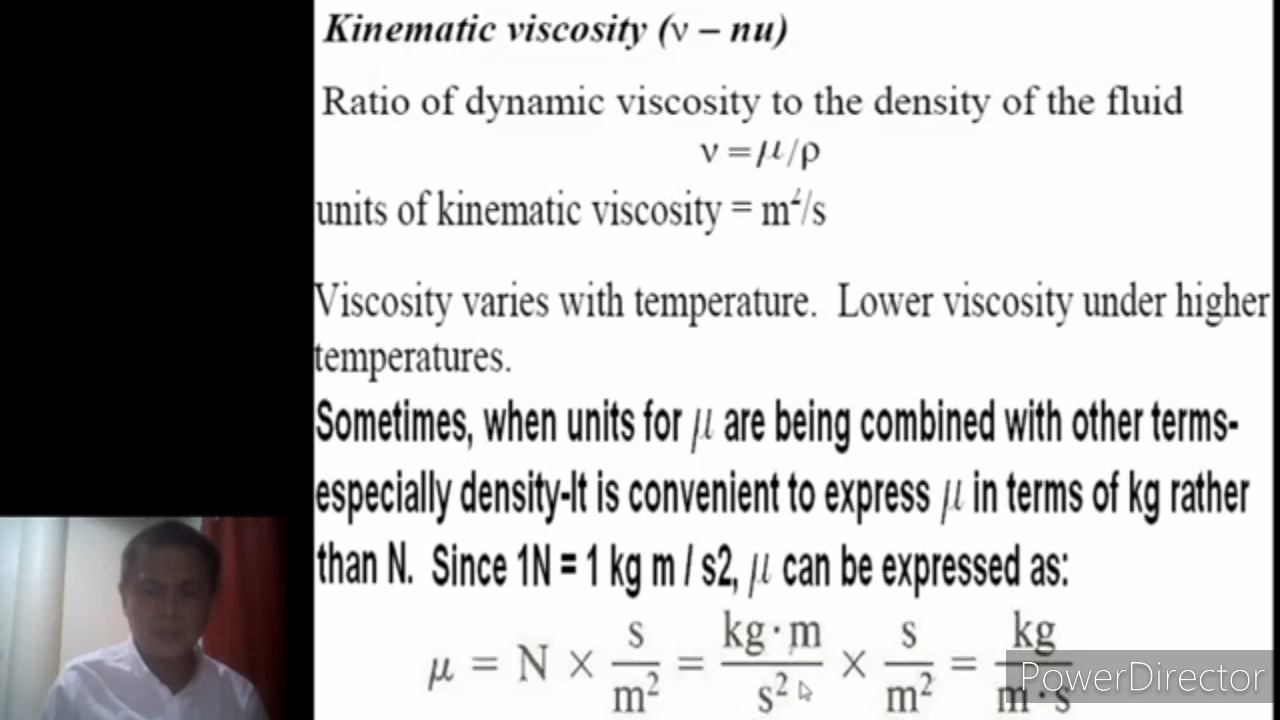 Kinematic viscosity (ν – nu)
Ratio of dynamic viscosity to the density of the fluid
ν = μ/ρ
units of kinematic viscosity = m²/s
Viscosity varies with temperature. Lower viscosity under higher
temperatures.
Sometimes, when units for μ are being combined with other terms-
especially density-It is convenient to express μ in terms of kg rather
than N. Since 1N = 1 kg m / s2, μ can be expressed as:
μ = N × s/m² = kg·m/s² × s/m² = kg/m·s
PowerDirector